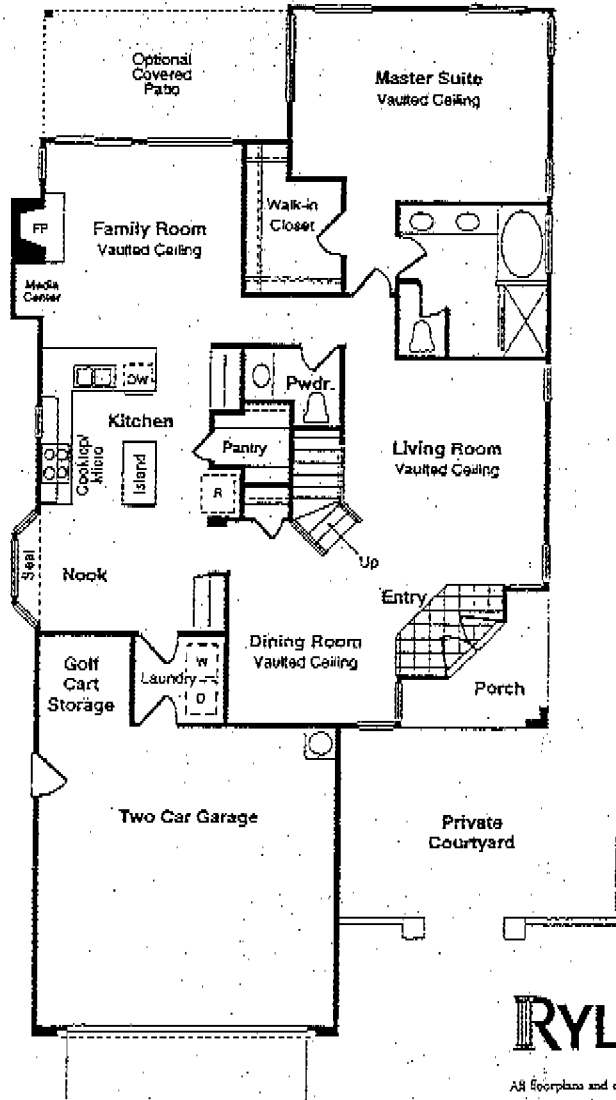 Optional
Covered
Patio
Master Suite
Vaulted Ceiling
Walk-in
Closet
FP
Family Room
Vaulted Ceiling
Media
Center
DW
Pwdr.
Kitchen
Pantry
Living Room
Vaulted Ceiling
Cooktop/
Micro
Island
R
Up
Seat
Nook
Entry
Dining Room
Vaulted Ceiling
Golf
Cart
Storage
Laundry
W
D
Porch
Two Car Garage
Private
Courtyard
RYL
All floorplans and